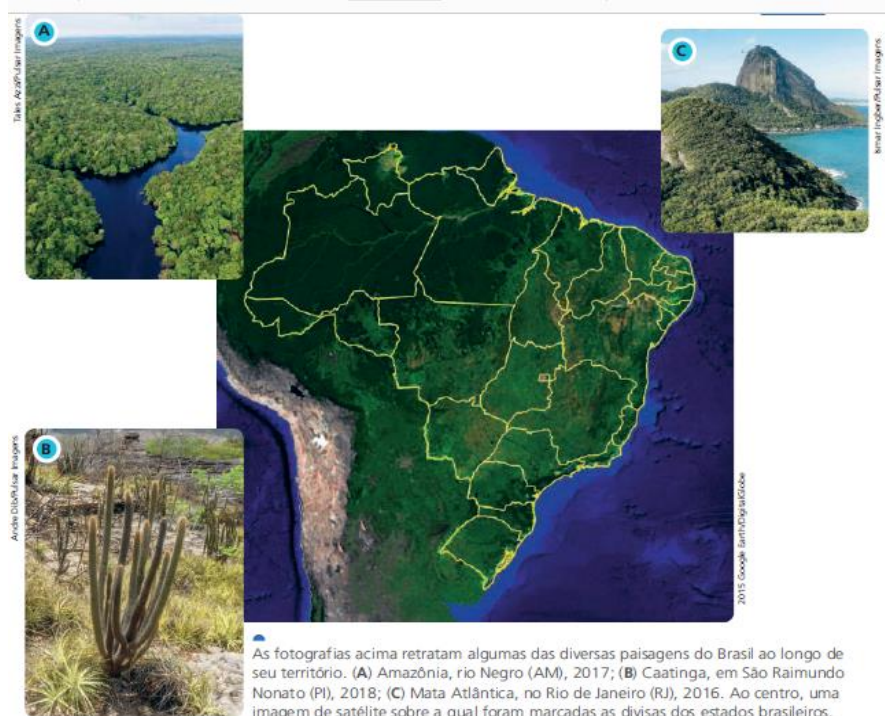 A
Tales Azzi/Pulsar Imagens
C
Ismar Ingber/Pulsar Imagens
B
Andre Dib/Pulsar Imagens
2015 Google Earth/DigitalGlobe
As fotografias acima retratam algumas das diversas paisagens do Brasil ao longo de
seu território. (A) Amazônia, rio Negro (AM), 2017; (B) Caatinga, em São Raimundo
Nonato (PI), 2018; (C) Mata Atlântica, no Rio de Janeiro (RJ), 2016. Ao centro, uma
imagem de satélite sobre a qual foram marcadas as divisas dos estados brasileiros.